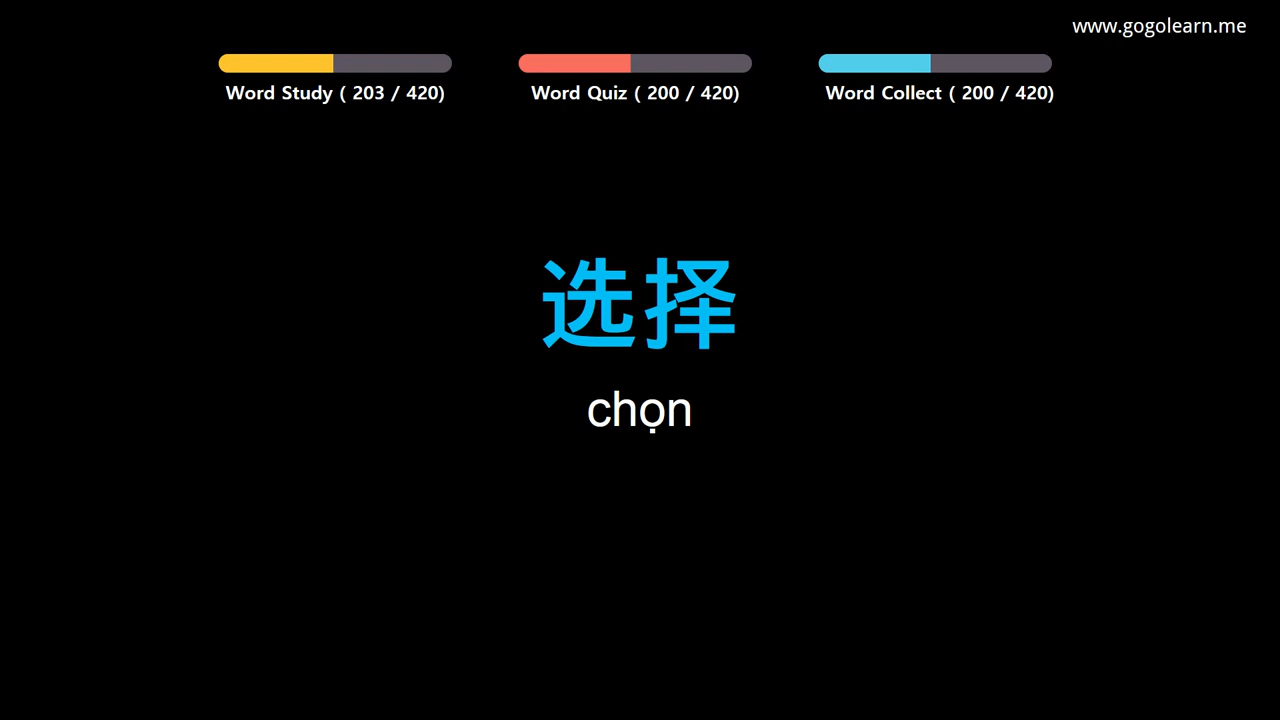 www.gogolearn.me
Word Study ( 203 / 420)
Word Quiz ( 200 / 420)
Word Collect ( 200 / 420)
选择
chọn